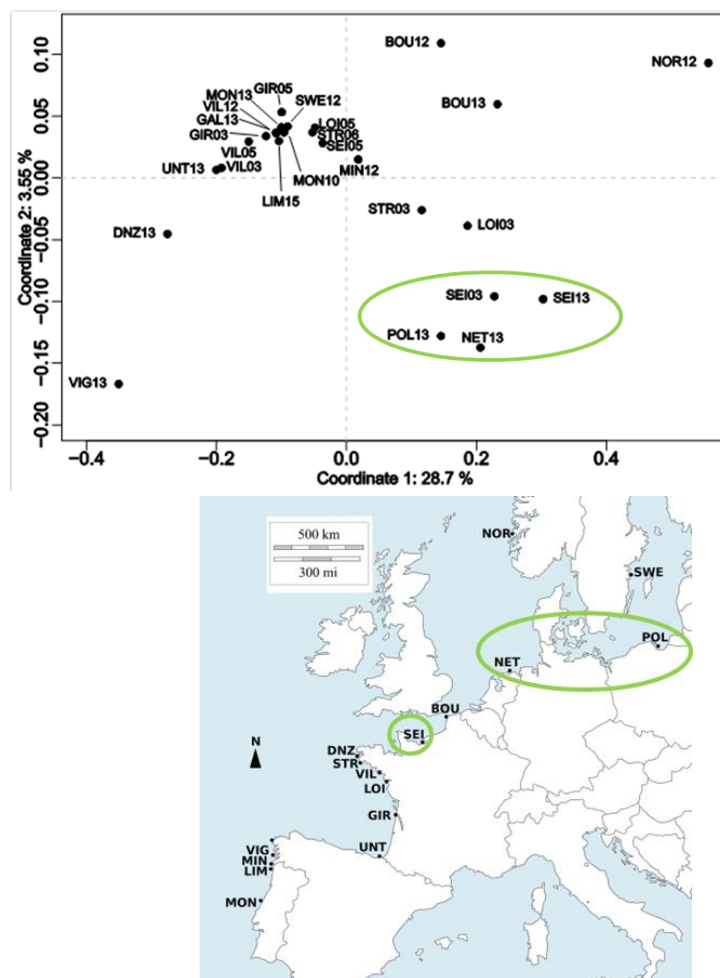 0.10
0.05
0.00
−0.05
−0.10
−0.15
−0.20
Coordinate 2: 3.55 %
BOU12
NOR12
BOU13
GIR05
MON13
SWE12
VIL12
GAL13
LOI05
GIR03
STR06
SEI05
VIL05
UNT13
VIL03
MON10
MIN12
LIM15
STR03
LOI03
DNZ13
SEI03
SEI13
POL13
NET13
VIG13
−0.4
−0.2
0.0
0.2
0.4
0.6
Coordinate 1: 28.7 %
500 km
300 mi
NOR
SWE
POL
NET
BOU
SEI
N
DNZ
STR
VIL
LOI
GIR
UNT
VIG
MIN
LIM
MON